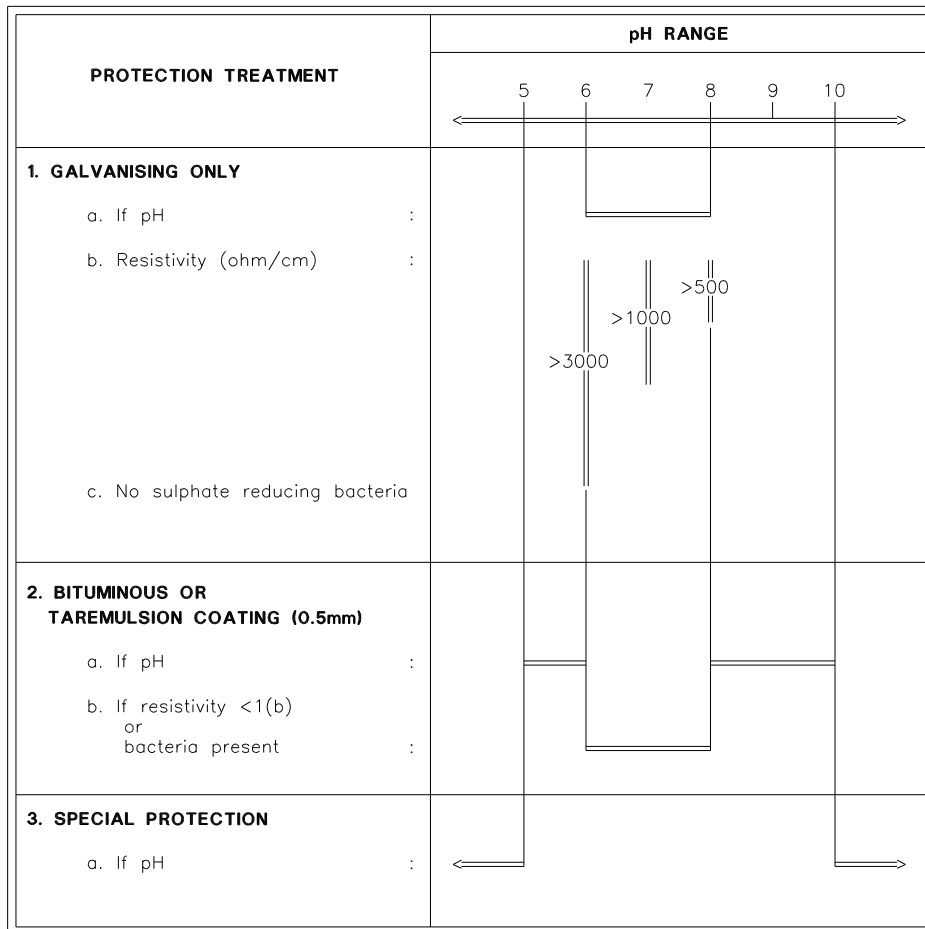 PROTECTION TREATMENT
pH RANGE
5 6 7 8 9 10
1. GALVANISING ONLY
a. If pH :
b. Resistivity (ohm/cm) :
>500
>1000
>3000
c. No sulphate reducing bacteria
2. BITUMINOUS OR
TAREMULSION COATING (0.5mm)
a. If pH :
b. If resistivity <1(b)
or
bacteria present :
3. SPECIAL PROTECTION
a. If pH :